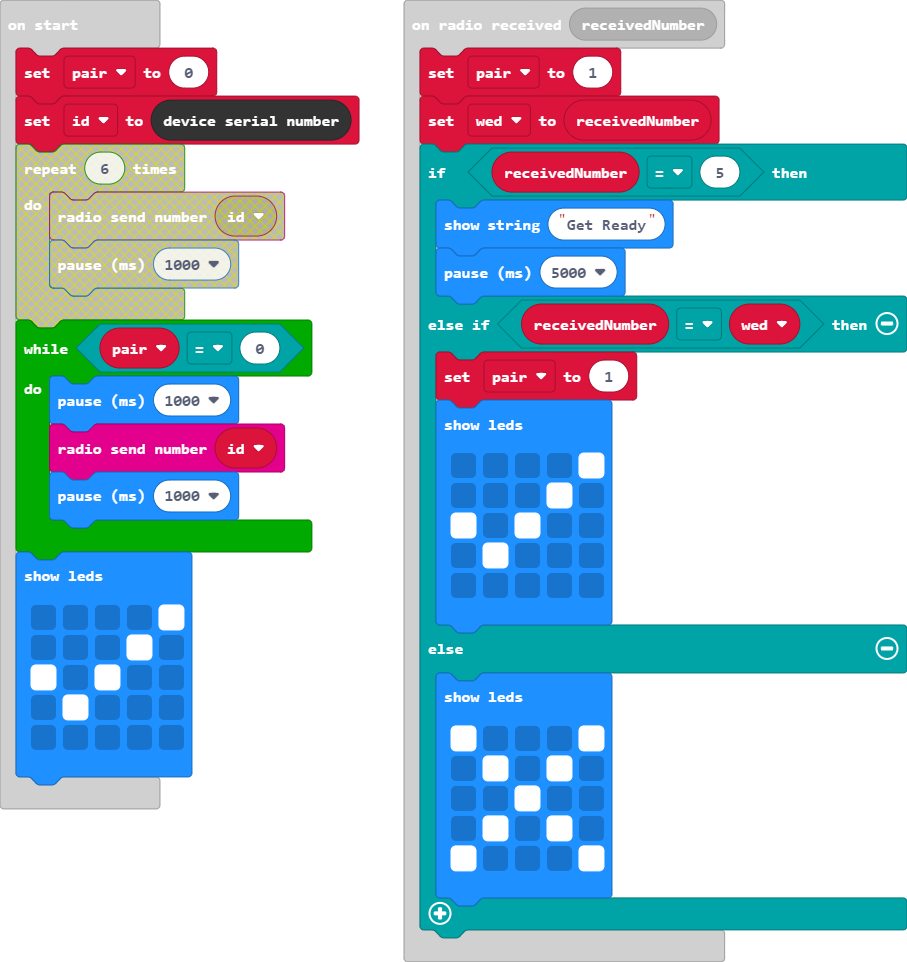 on start
set pair to 0
set id to device serial number
repeat 6 times
do
radio send number id
pause (ms) 1000
while pair = 0
do
pause (ms) 1000
radio send number id
pause (ms) 1000
show leds
on radio received receivedNumber
set pair to 1
set wed to receivedNumber
if receivedNumber = 5 then
show string "Get Ready"
pause (ms) 5000
else if receivedNumber = wed then
set pair to 1
show leds
else
show leds